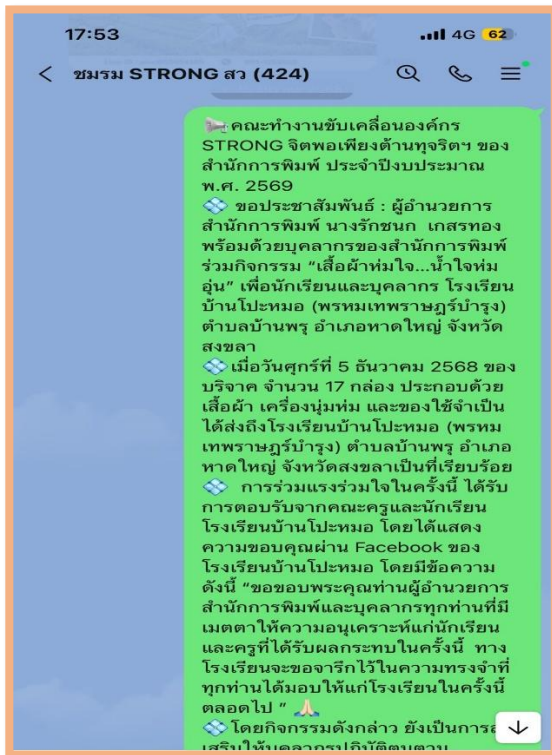 17:53
4G 62
ชมรม STRONG สว (424)
คณะทำงานขับเคลื่อนองค์กร
STRONG จิตพอเพียงต้านทุจริตฯ ของ
สำนักการพิมพ์ ประจำปีงบประมาณ
พ.ศ. 2569
ขอประชาสัมพันธ์ : ผู้อำนวยการ
สำนักการพิมพ์ นางรักชนก เกสรทอง
พร้อมด้วยบุคลากรของสำนักการพิมพ์
ร่วมกิจกรรม “เสื้อผ้าห่มใจ...น้ำใจห่ม
อุ่น” เพื่อนักเรียนและบุคลากร โรงเรียน
บ้านโปะหมอ (พรหมเทพราษฎร์บำรุง)
ตำบลบ้านพรุ อำเภอหาดใหญ่ จังหวัด
สงขลา
เมื่อวันศุกร์ที่ 5 ธันวาคม 2568 ของ
บริจาค จำนวน 17 กล่อง ประกอบด้วย
เสื้อผ้า เครื่องนุ่มห่ม และของใช้จำเป็น
ได้ส่งถึงโรงเรียนบ้านโปะหมอ (พรหม
เทพราษฎร์บำรุง) ตำบลบ้านพรุ อำเภอ
หาดใหญ่ จังหวัดสงขลาเป็นที่เรียบร้อย
การร่วมแรงร่วมใจในครั้งนี้ ได้รับ
การตอบรับจากคณะครูและนักเรียน
โรงเรียนบ้านโปะหมอ โดยได้แสดง
ความขอบคุณผ่าน Facebook ของ
โรงเรียนบ้านโปะหมอ โดยมีข้อความ
ดังนี้ “ขอขอบพระคุณท่านผู้อำนวยการ
สำนักการพิมพ์และบุคลากรทุกท่านที่มี
เมตตาให้ความอนุเคราะห์แก่นักเรียน
และครูที่ได้รับผลกระทบในครั้งนี้ ทาง
โรงเรียนจะขอจารึกไว้ในความทรงจำที่
ทุกท่านได้มอบให้แก่โรงเรียนในครั้งนี้
ตลอดไป ” 🙏🏻
โดยกิจกรรมดังกล่าว ยังเป็นการ